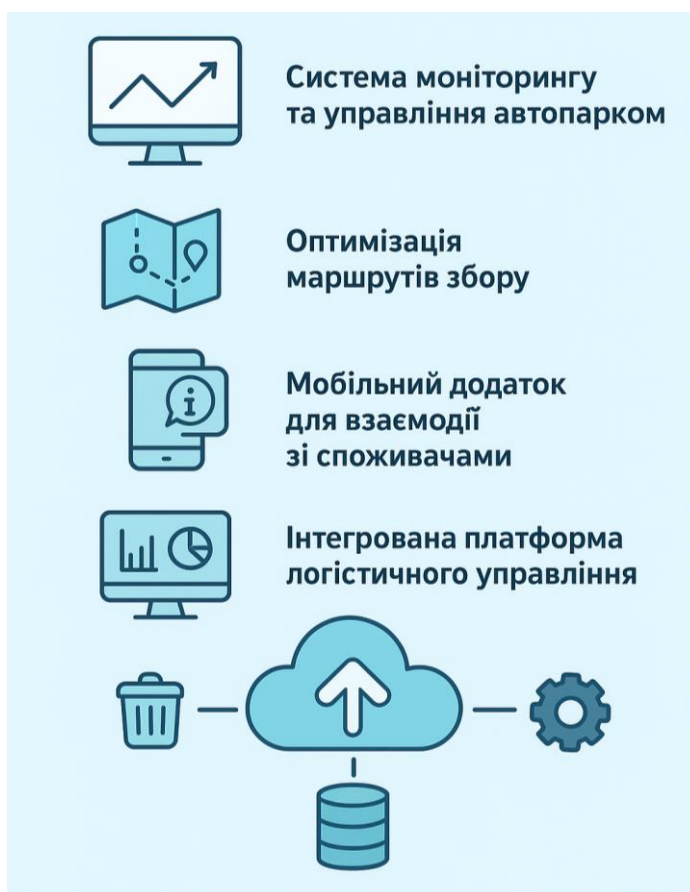 Система моніторингу
та управління автопарком
Оптимізація
маршрутів збору
Мобільний додаток
для взаємодії
зі споживачами
Інтегрована платформа
логістичного управління